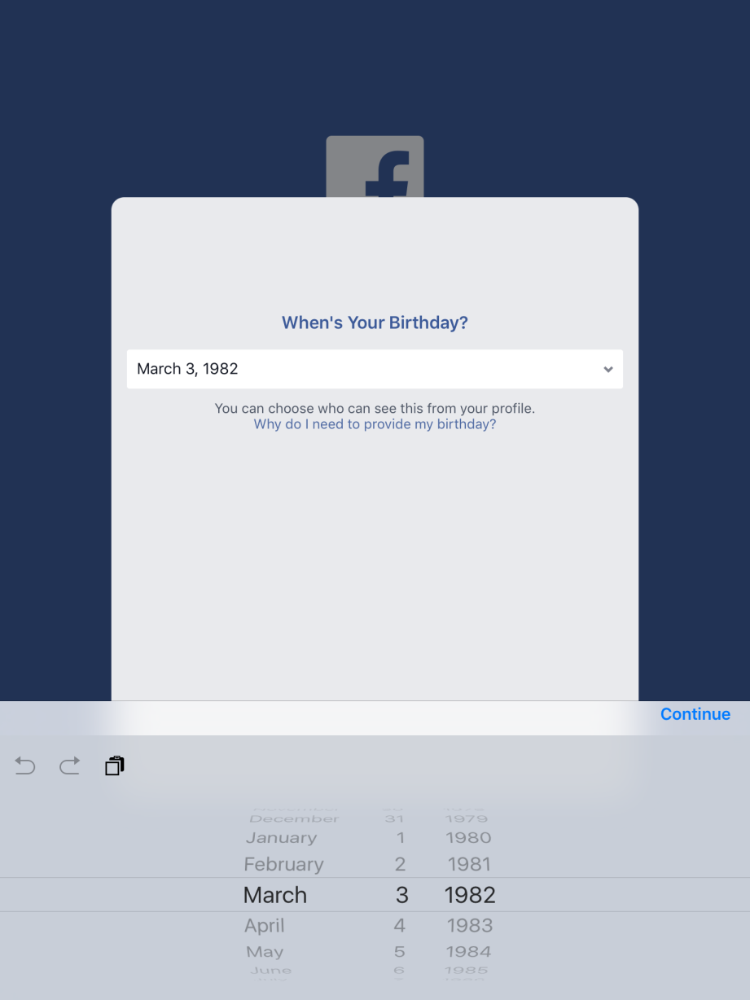 f
When's Your Birthday?
March 3, 1982
You can choose who can see this from your profile.
Why do I need to provide my birthday?
Continue
December 31 1979
January 1 1980
February 2 1981
March 3 1982
April 4 1983
May 5 1984
June 6 1985